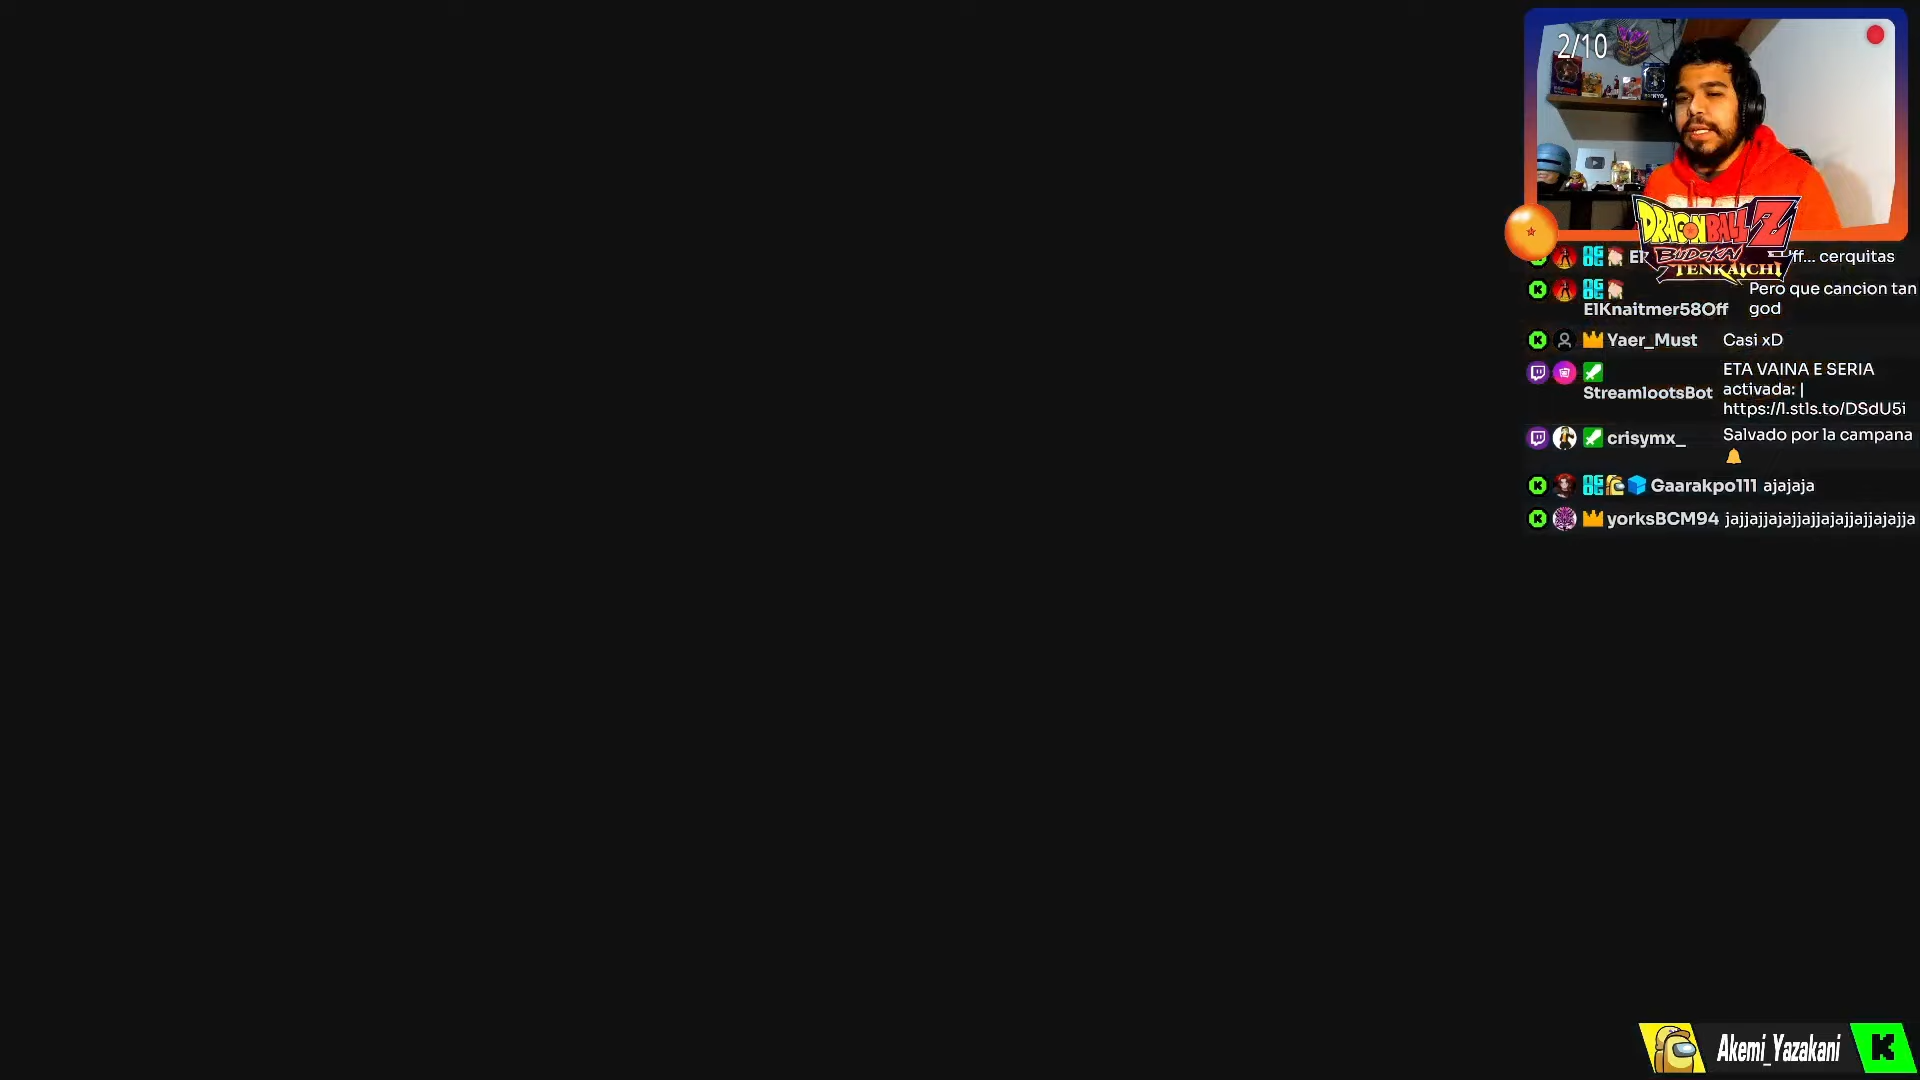 2/10
DRAGON BALL Z
BUDOKAI
TENKAICHI
ff... cerquitas
Pero que cancion tan
ElKnaitmer58Off god
Yaer_Must Casi xD
ETA VAINA E SERIA
StreamlootsBot activada: |
https://l.stls.to/DSdU5i
crisymx_ Salvado por la campana
Gaarakpo111 ajajaja
yorksBCM94 jajjajjajajjajjajajjajjajajja
Akemi_Yazakani K